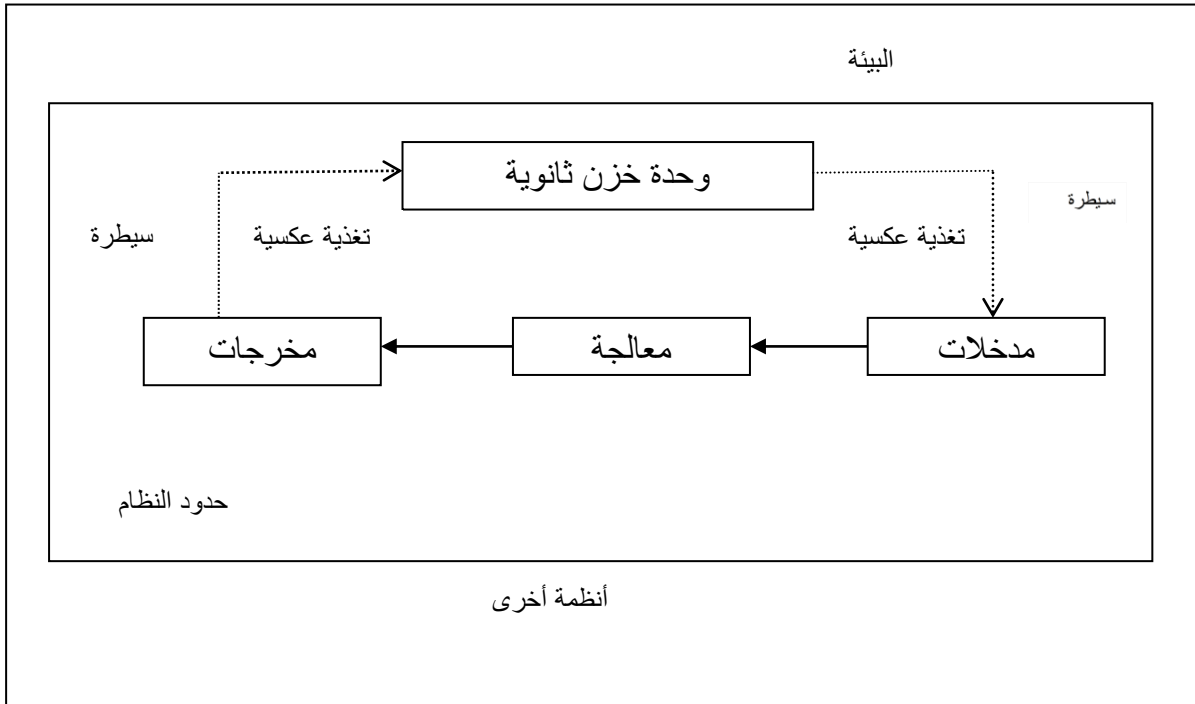 البيئة
وحدة خزن ثانوية
سيطرة
تغذية عكسية
تغذية عكسية
سيطرة
مدخلات
معالجة
مخرجات
حدود النظام
أنظمة أخرى